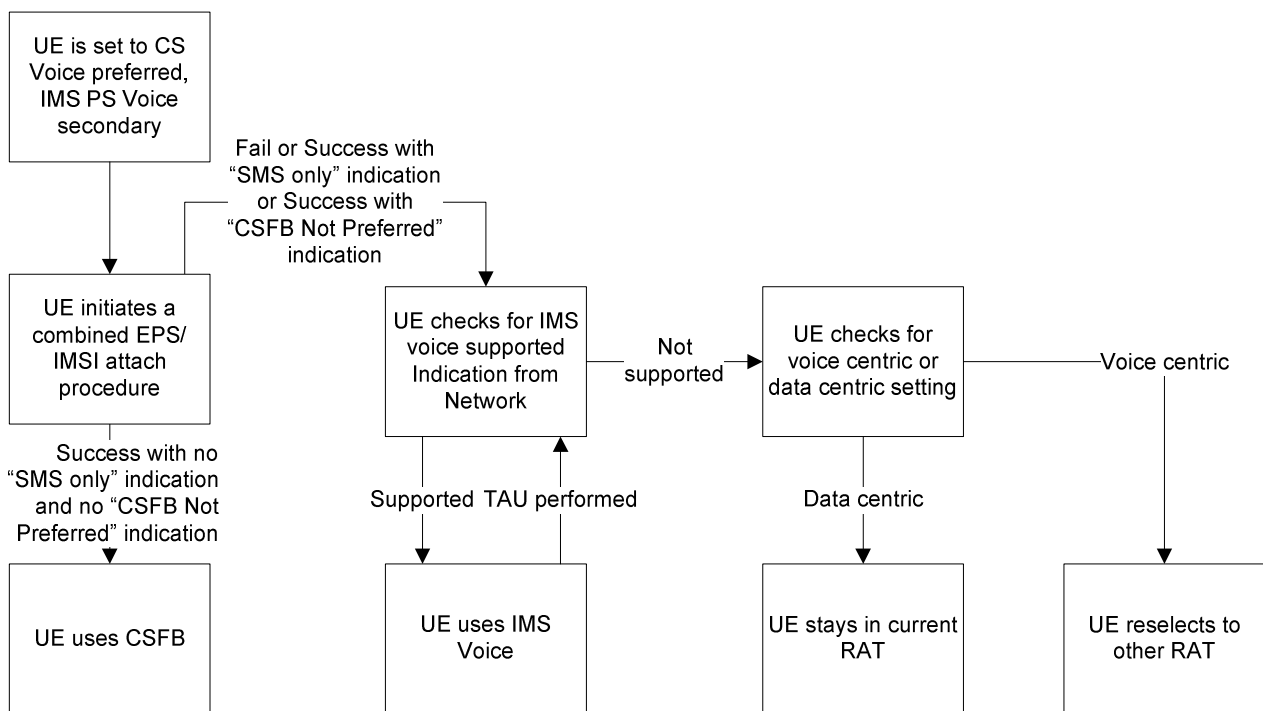 UE is set to CS
Voice preferred,
IMS PS Voice
secondary
Fail or Success with
“SMS only” indication
or Success with
“CSFB Not Preferred”
indication
UE initiates a
combined EPS/
IMSI attach
procedure
UE checks for IMS
voice supported
Indication from
Network
Not
supported
UE checks for
voice centric or
data centric setting
Voice centric
Success with no
“SMS only” indication
and no “CSFB Not
Preferred” indication
Supported
TAU performed
Data centric
UE uses CSFB
UE uses IMS
Voice
UE stays in current
RAT
UE reselects to
other RAT